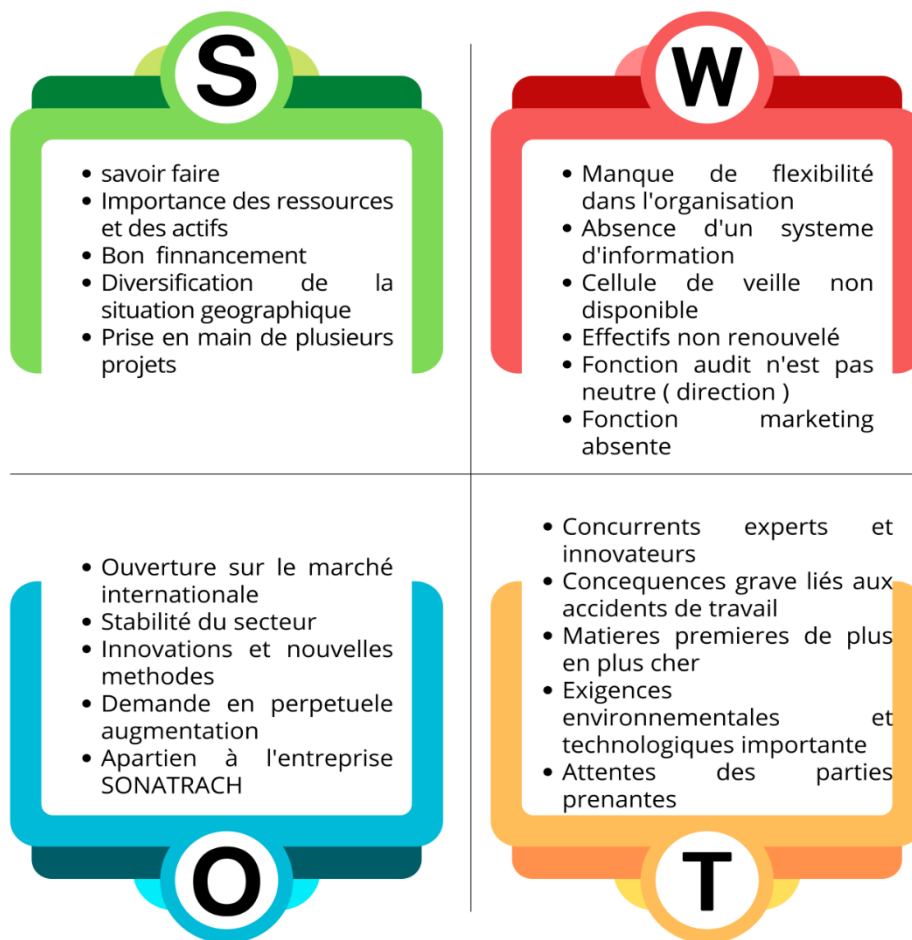 S
savoir faire
Importance des ressources
et des actifs
Bon finnancement
Diversification de la
situation geographique
Prise en main de plusieurs
projets
W
Manque de flexibilité
dans l'organisation
Absence d'un systeme
d'information
Cellule de veille non
disponible
Effectifs non renouvelé
Fonction audit n'est pas
neutre ( direction )
Fonction marketing
absente
Ouverture sur le marché
internationale
Stabilité du secteur
Innovations et nouvelles
methodes
Demande en perpetuele
augmentation
Apartien à l'entreprise
SONATRACH
O
Concurrents experts et
innovateurs
Concequences grave liés aux
accidents de travail
Matieres premieres de plus
en plus cher
Exigences
environnementales et
technologiques importante
Attentes des parties
prenantes
T